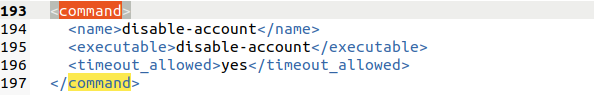 193 <command>
194 <name>disable-account</name>
195 <executable>disable-account</executable>
196 <timeout_allowed>yes</timeout_allowed>
197 </command>